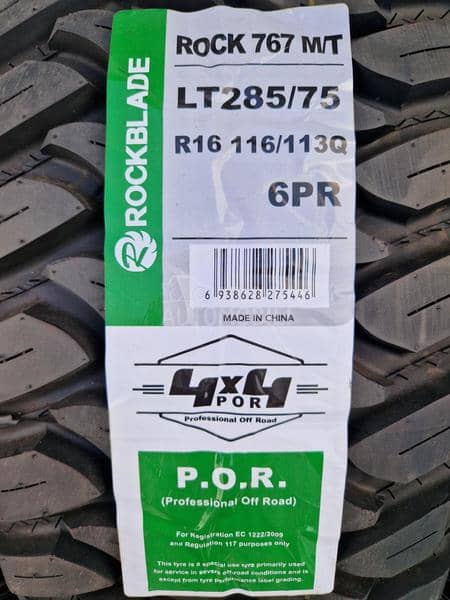 ROCKBLADE
ROCK 767 M/T
LT285/75
R16 116/113Q
6PR
6 938628 275446
MADE IN CHINA
4x4
POR
Professional Off Road
P.O.R.
(Professional Off Road)
For Registration EC 1222/2009
and Regulation 117 purposes only
This tyre is a special use tyre primarily used
for service in severe off-road conditions and is
except from tyre Performance label grading.